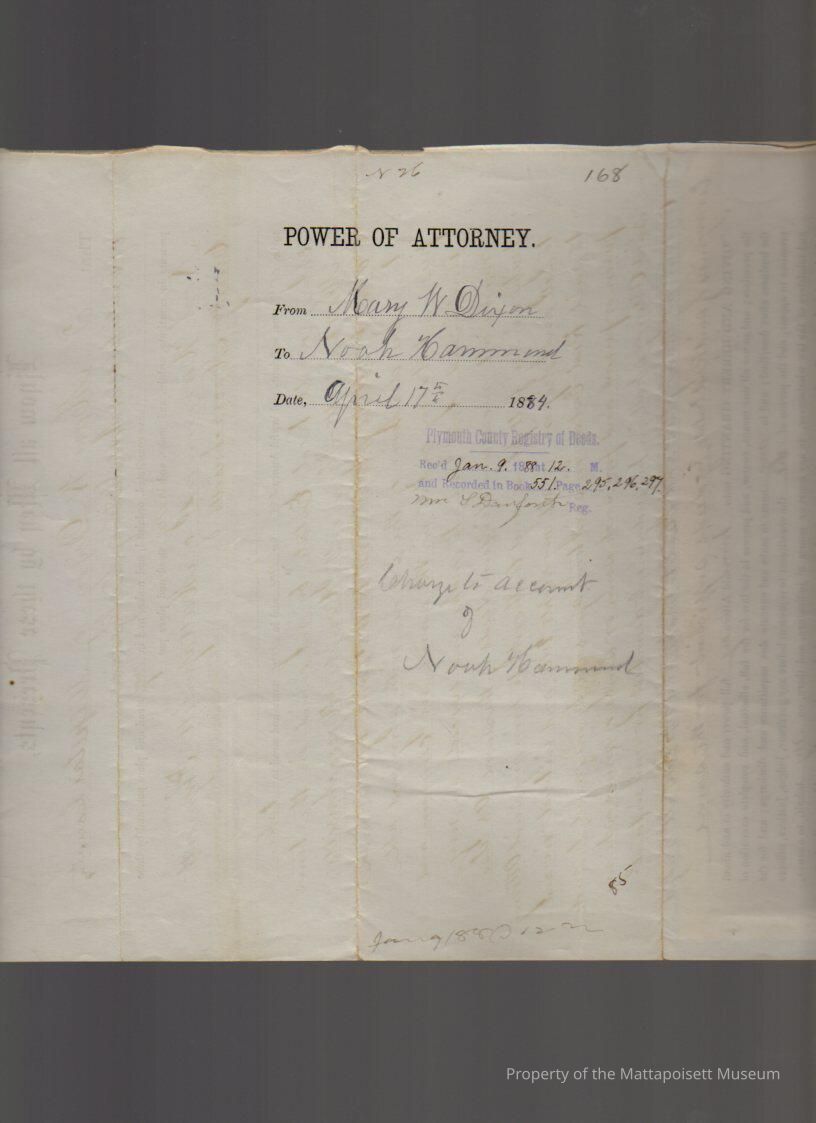 N 26 168
POWER OF ATTORNEY.
From Mary W Dixon
To Noah Hammond
Date, April 17th 1884.
Plymouth County Registry of Deeds.
Rec'd Jan. 9. 1888 at 12. M.
and Recorded in Book 551. Page 295, 296, 297.
Wm S Danforth Reg.
Charge to account
of
Noah Hammond
85
Jan 9 1888 12 m
Property of the Mattapoisett Museum